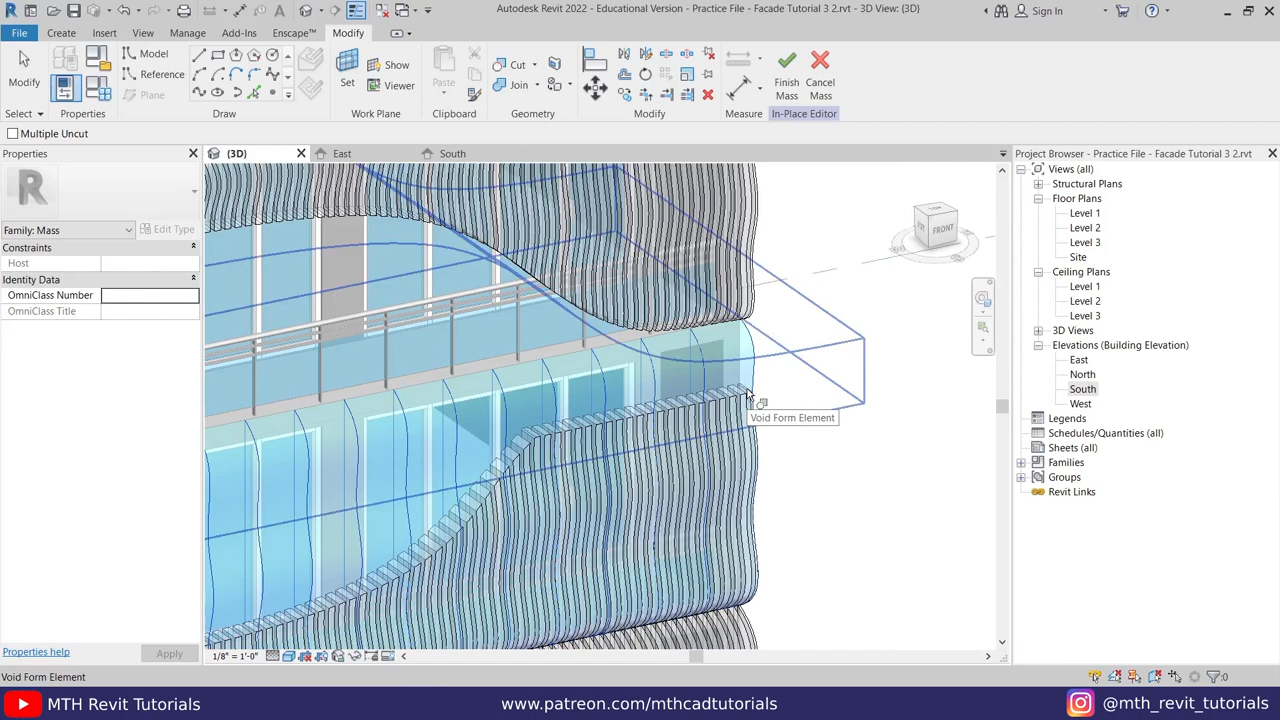 Autodesk Revit 2022 - Educational Version - Practice File - Facade Tutorial 3 2.rvt - 3D View: {3D}
Sign In
File Create Insert View Manage Add-Ins Enscape™ Modify
Modify
Model
Reference
Plane
Set
Show
Viewer
Paste
Cut
Join
Finish Mass
Cancel Mass
Select Properties Draw Work Plane Clipboard Geometry Modify Measure In-Place Editor
Multiple Uncut
Properties
{3D}
East
South
Project Browser - Practice File - Facade Tutorial 3 2.rvt
Family: Mass
Edit Type
Constraints
Host
Identity Data
OmniClass Number
OmniClass Title
Properties help
Apply
TOP
FRONT
Void Form Element
Views (all)
Structural Plans
Floor Plans
Level 1
Level 2
Level 3
Site
Ceiling Plans
Level 1
Level 2
Level 3
3D Views
Elevations (Building Elevation)
East
North
South
West
Legends
Schedules/Quantities (all)
Sheets (all)
Families
Groups
Revit Links
1/8" = 1'-0"
Void Form Element
:0
MTH Revit Tutorials
www.patreon.com/mthcadtutorials
@mth_revit_tutorials